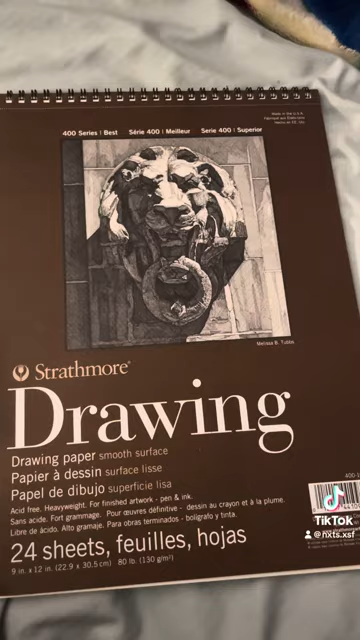 Made in the U.S.A.
400 Series | Best Série 400 | Meilleur Serie 400 | Superior
Melissa B. Tubbs
Strathmore®
Drawing
Drawing paper smooth surface
Papier à dessin surface lisse
Papel de dibujo superficie lisa
Acid free. Heavyweight. For finished artwork - pen & ink.
Sans acide. Fort grammage. Pour œuvres définitive - dessin au crayon et à la plume.
Libre de ácido. Alto gramaje. Para obras terminados - bolígrafo y tinta.
24 sheets, feuilles, hojas
9 in. x 12 in. (22.9 x 30.5 cm) 80 lb. (130 g/m²)
TikTok
@nxts.xsf